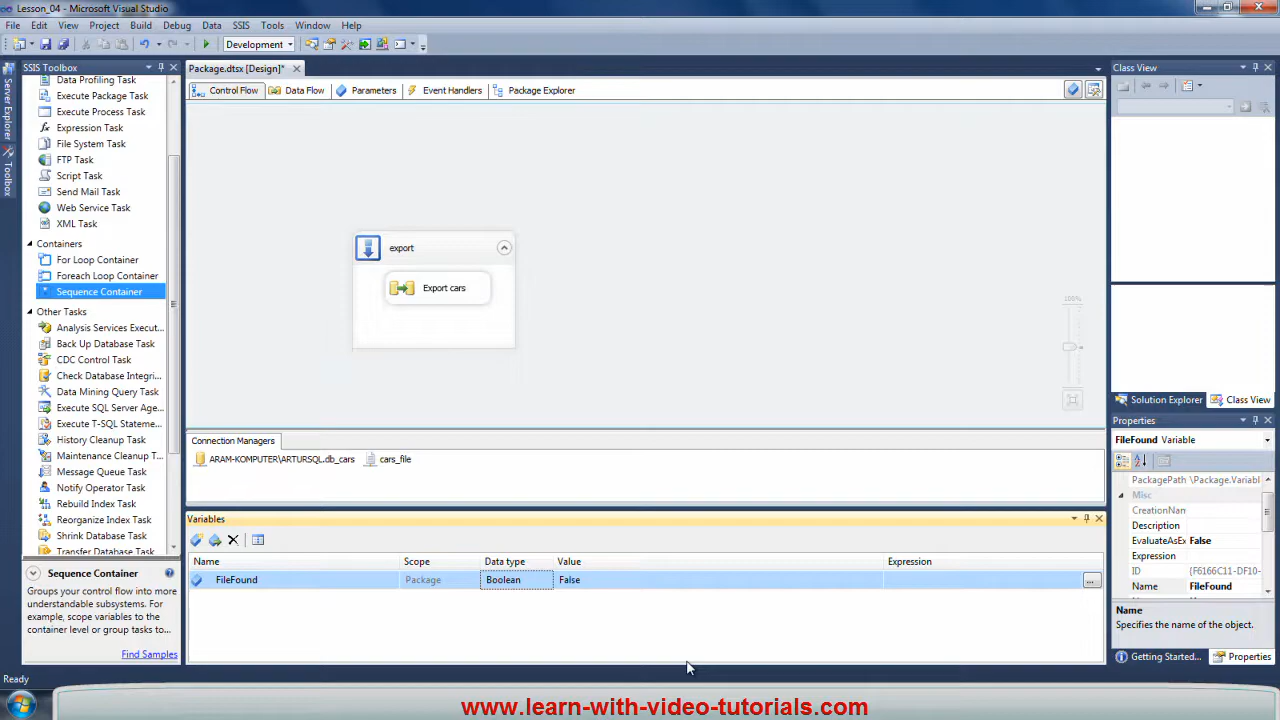 Lesson_04 - Microsoft Visual Studio
File Edit View Project Build Debug Data SSIS Tools Window Help
Development
Server Explorer
Toolbox
SSIS Toolbox
Data Profiling Task
Execute Package Task
Execute Process Task
Expression Task
File System Task
FTP Task
Script Task
Send Mail Task
Web Service Task
XML Task
Containers
For Loop Container
Foreach Loop Container
Sequence Container
Other Tasks
Analysis Services Execut...
Back Up Database Task
CDC Control Task
Check Database Integri...
Data Mining Query Task
Execute SQL Server Age...
Execute T-SQL Stateme...
History Cleanup Task
Maintenance Cleanup T...
Message Queue Task
Notify Operator Task
Rebuild Index Task
Reorganize Index Task
Shrink Database Task
Transfer Database Task
Sequence Container
Groups your control flow into more
understandable subsystems. For
example, scope variables to the
container level or group tasks to...
Find Samples
Package.dtsx [Design]*
Control Flow Data Flow Parameters Event Handlers Package Explorer
export
Export cars
100%
Connection Managers
ARAM-KOMPUTER\ARTURSQL.db_cars cars_file
Variables
Name Scope Data type Value Expression
FileFound Package Boolean False ...
Class View
Solution Explorer Class View
Properties
FileFound Variable
PackagePath \Package.Variabl
Misc
CreationNam
Description
EvaluateAsEx False
Expression
ID {F6166C11-DF10-
Name FileFound
Name
Specifies the name of the object.
Getting Started... Properties
Ready
www.learn-with-video-tutorials.com